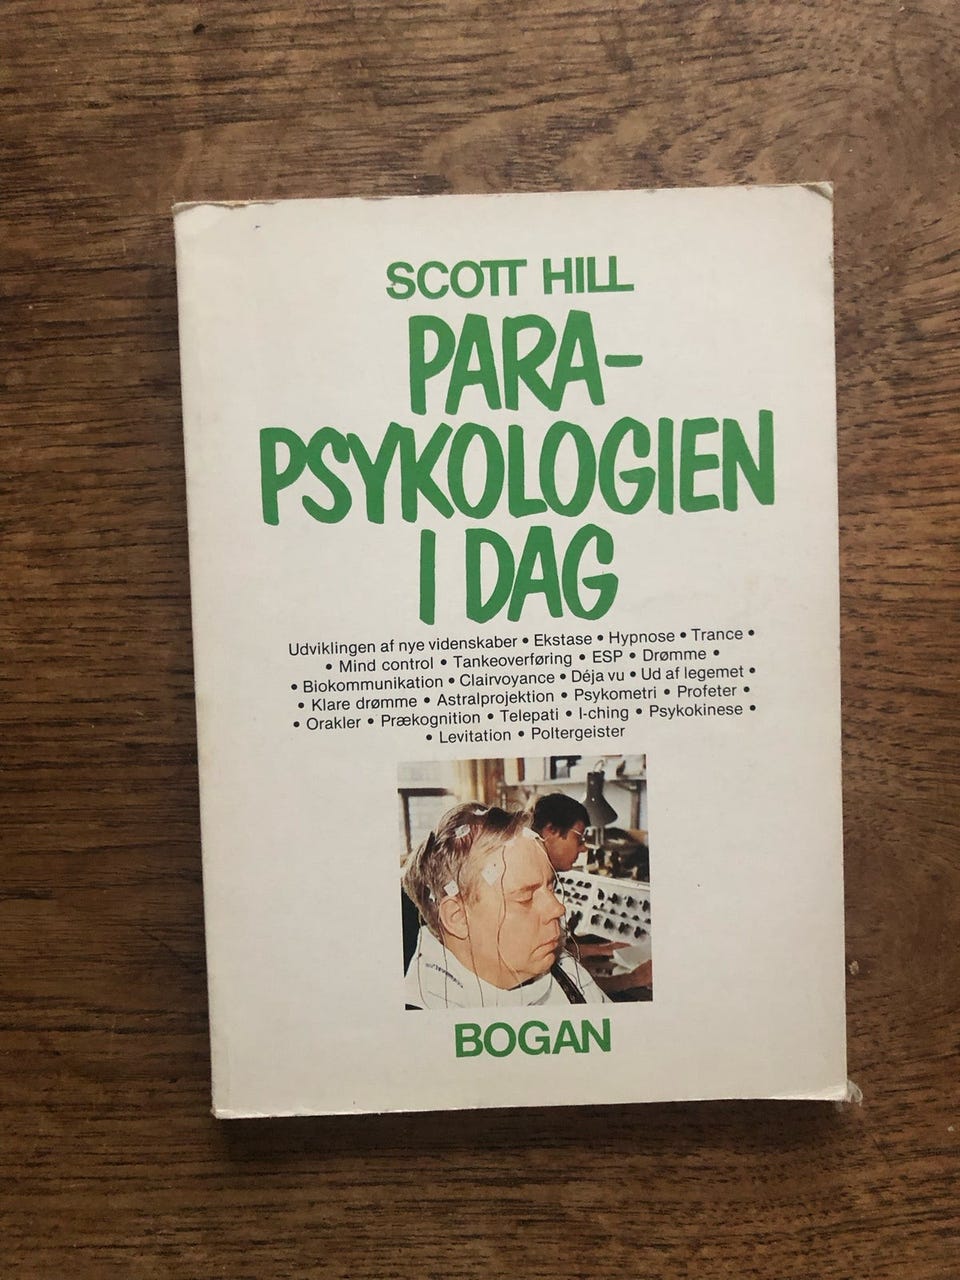 SCOTT HILL
PARA-
PSYKOLOGIEN
I DAG
Udviklingen af nye videnskaber • Ekstase • Hypnose • Trance •
• Mind control • Tankeoverføring • ESP • Drømme •
• Biokommunikation • Clairvoyance • Déja vu • Ud af legemet •
• Klare drømme • Astralprojektion • Psykometri • Profeter •
• Orakler • Prækognition • Telepati • I-ching • Psykokinese •
• Levitation • Poltergeister
BOGAN